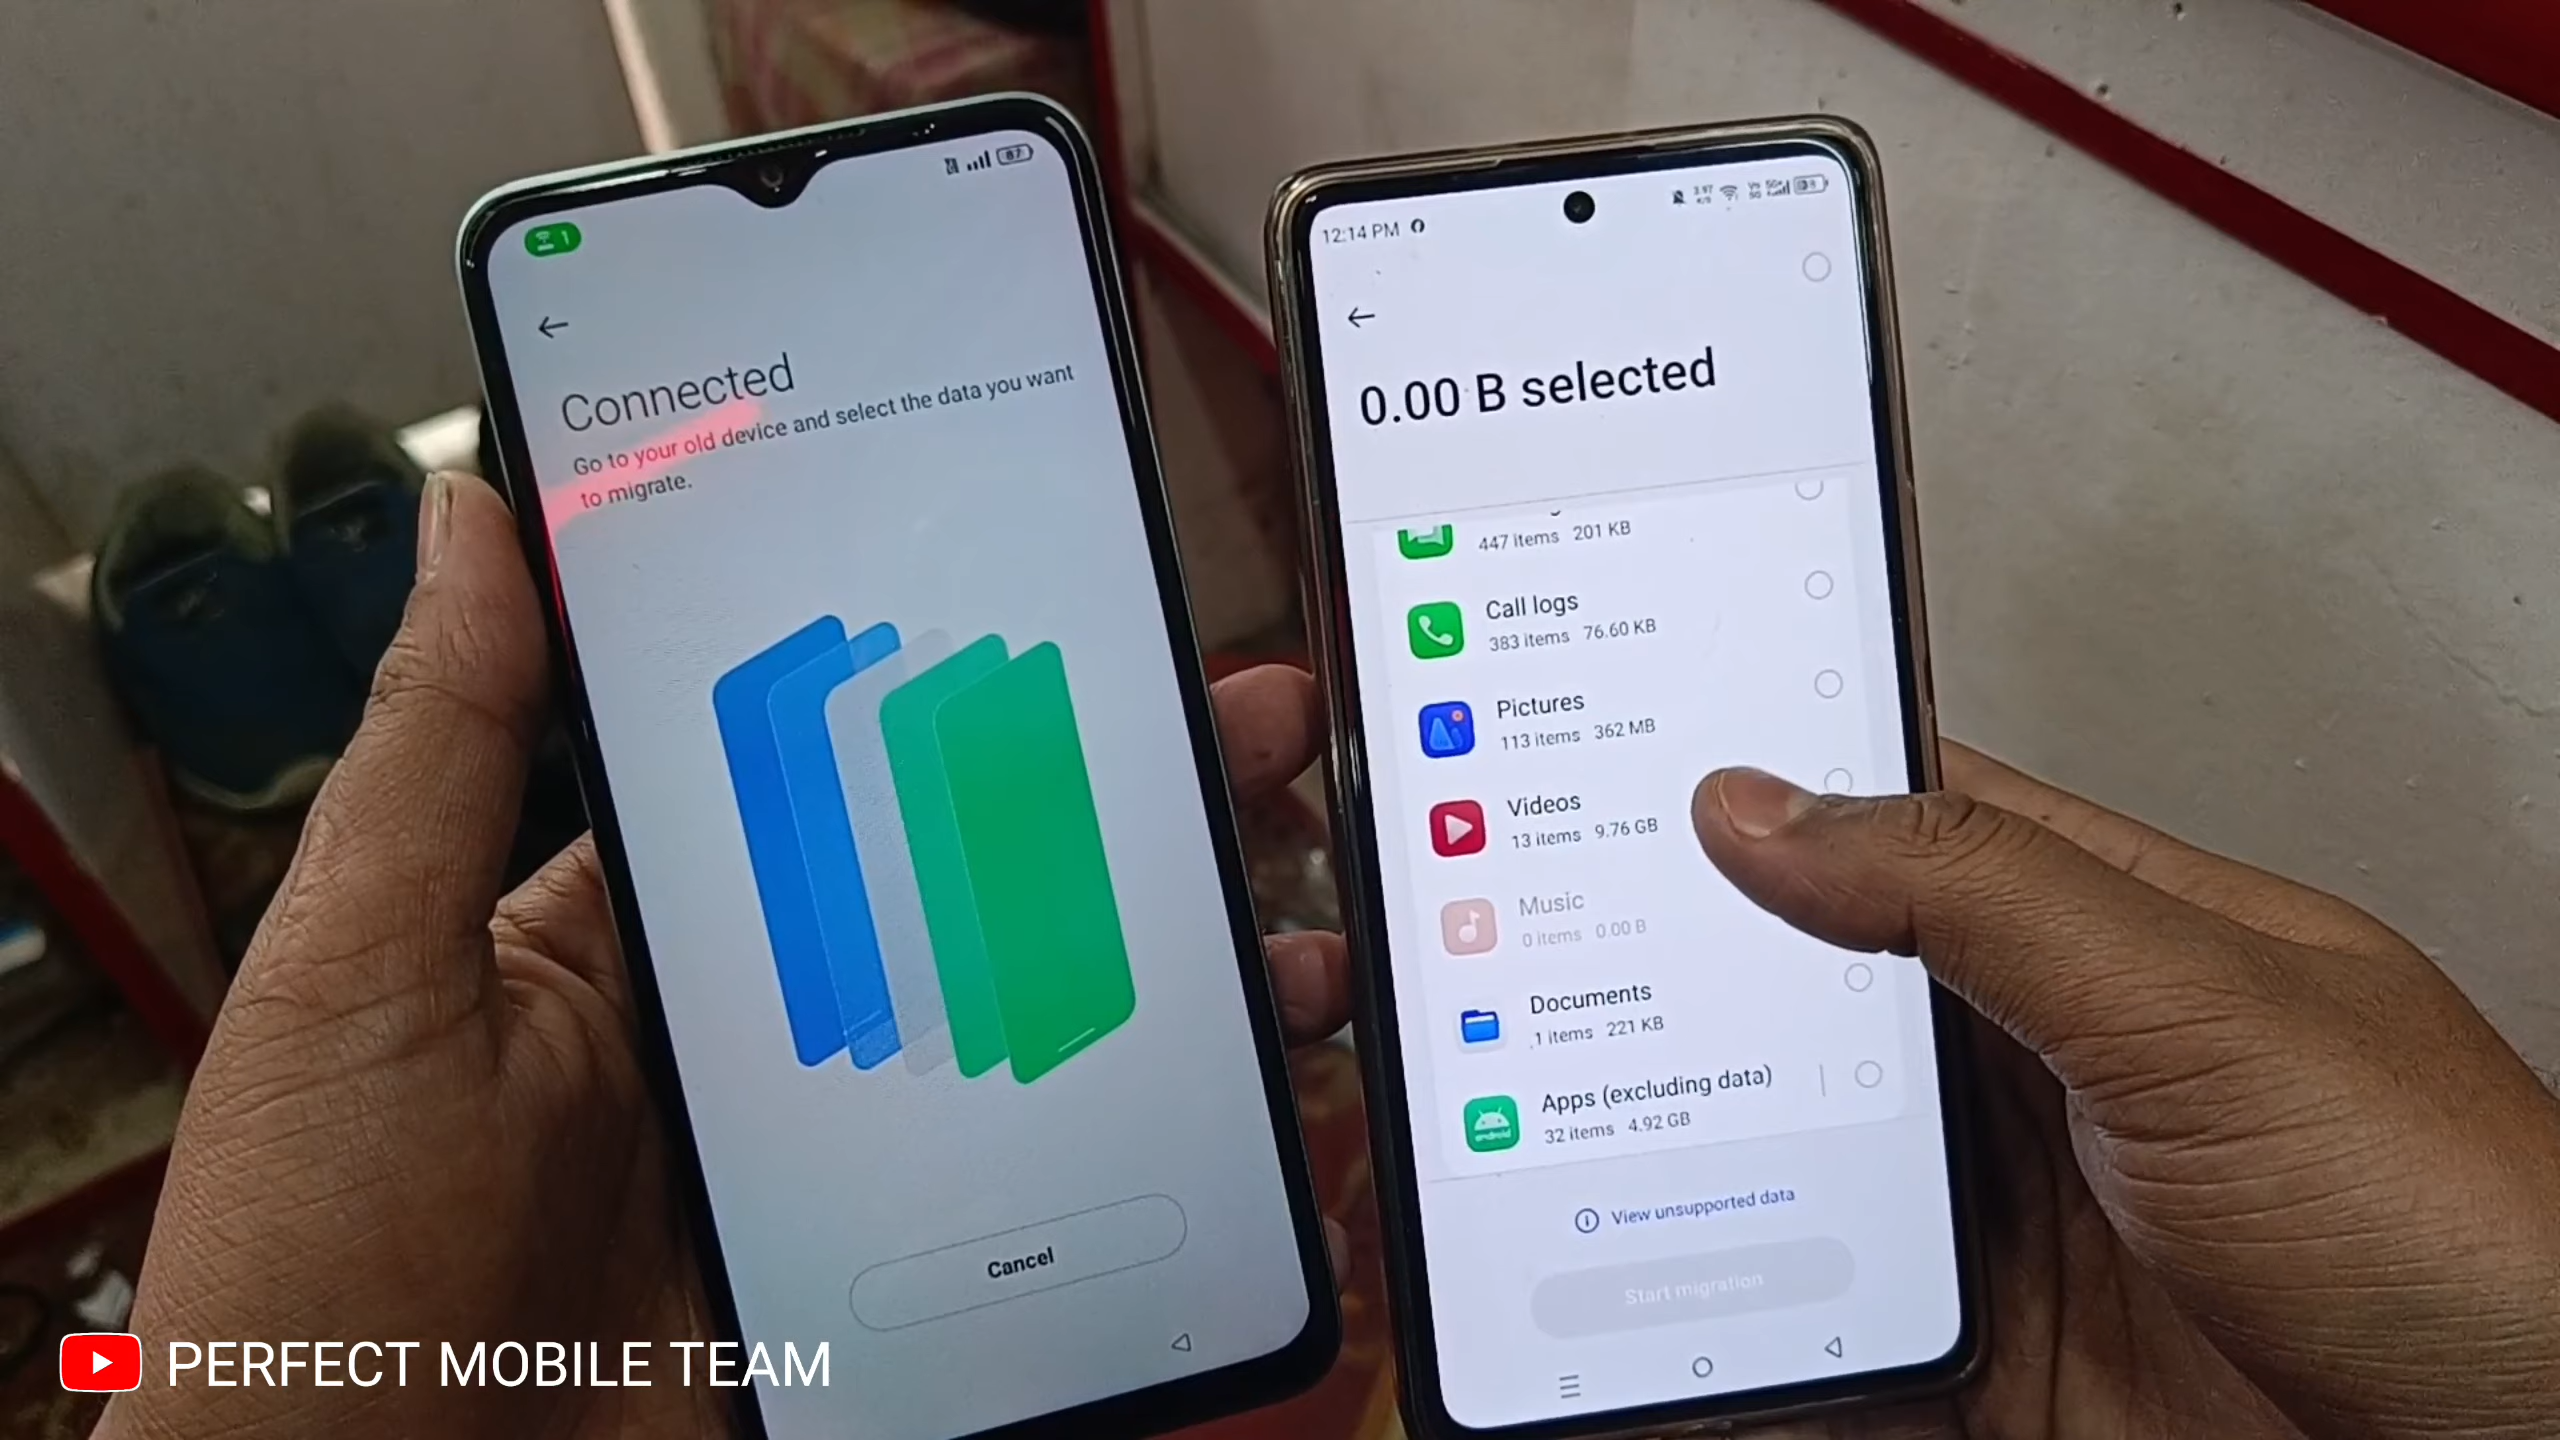 87
1
Connected
Go to your old device and select the data you want
to migrate.
Cancel
12:14 PM
0.00 B selected
447 items 201 KB
Call logs
383 items 76.60 KB
Pictures
113 items 362 MB
Videos
13 items 9.76 GB
Music
0 items 0.00 B
Documents
1 items 221 KB
Apps (excluding data)
android
32 items 4.92 GB
View unsupported data
Start migration
PERFECT MOBILE TEAM